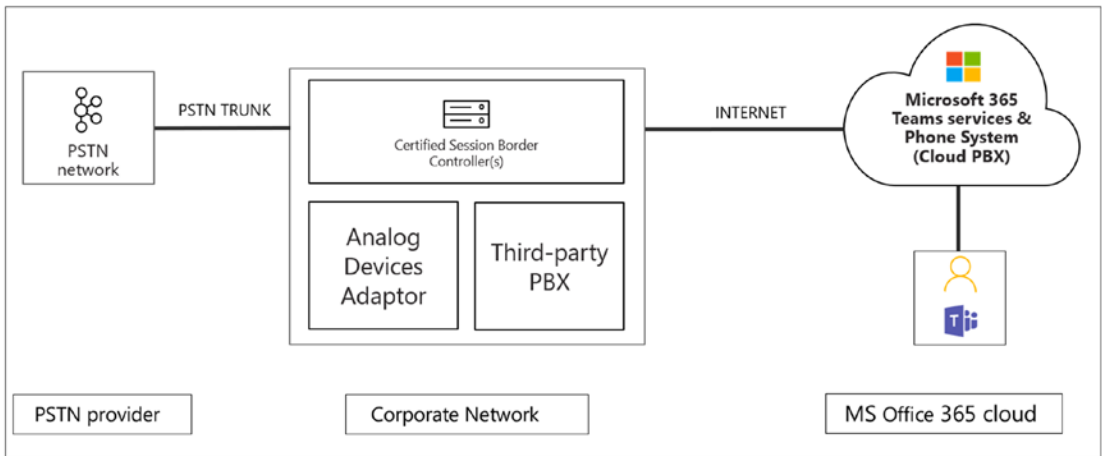 PSTN
network
PSTN TRUNK
Certified Session Border
Controller(s)
Analog
Devices
Adaptor
Third-party
PBX
INTERNET
Microsoft 365
Teams services &
Phone System
(Cloud PBX)
T
PSTN provider
Corporate Network
MS Office 365 cloud